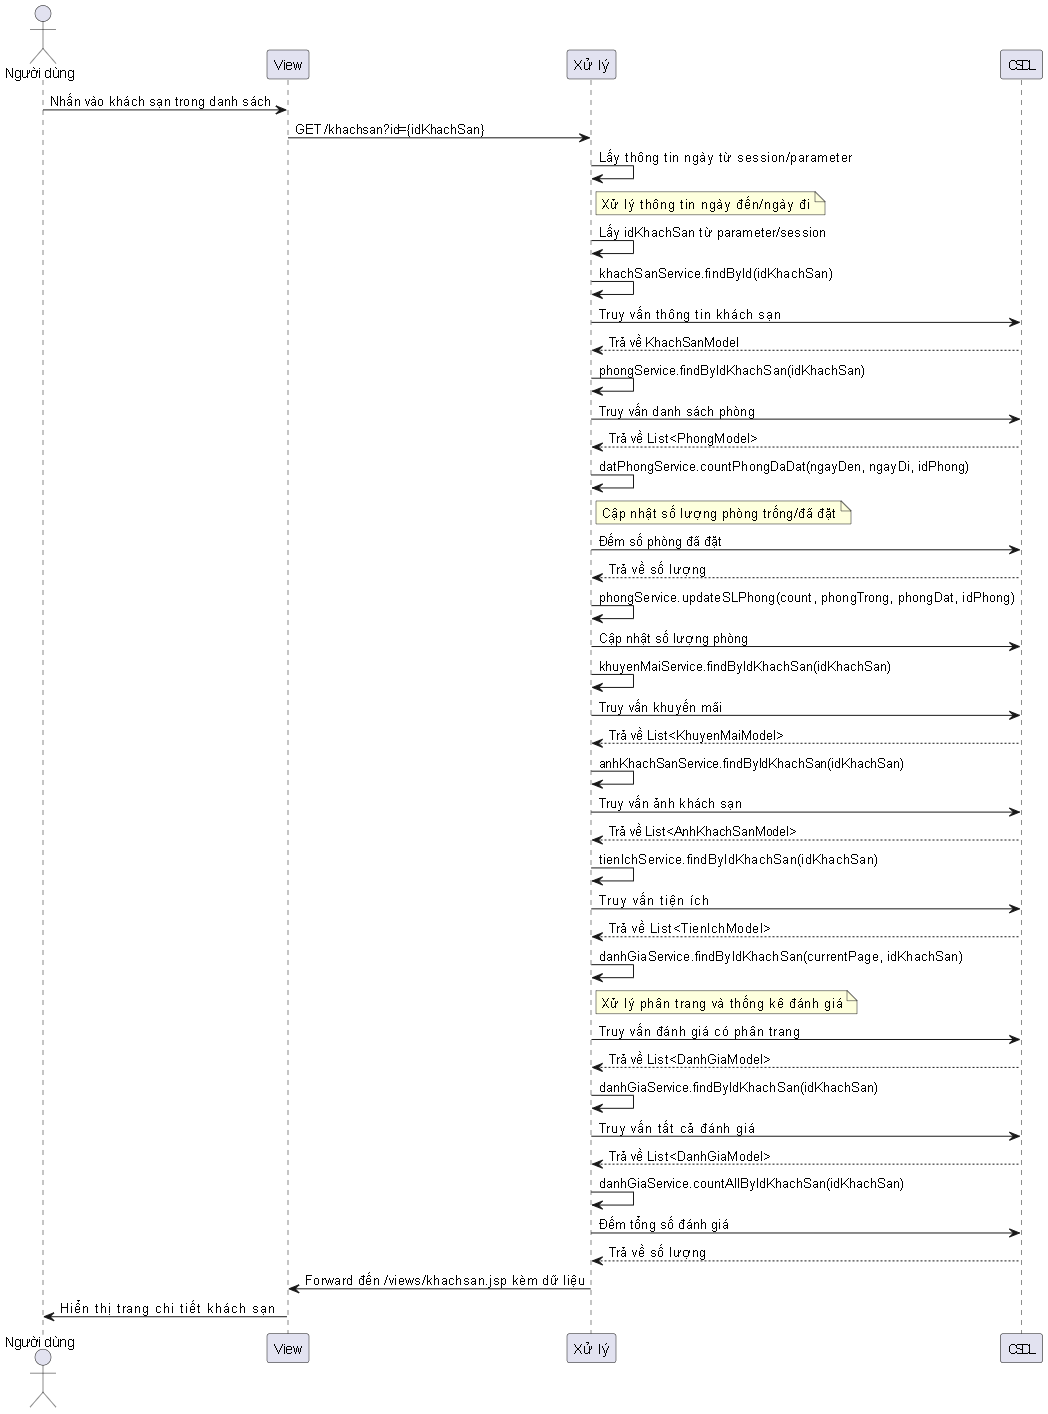 Người dùng
View
Xử lý
CSDL
Nhấn vào khách sạn trong danh sách
GET /khachsan?id={idKhachSan}
Lấy thông tin ngày từ session/parameter
Xử lý thông tin ngày đến/ngày đi
Lấy idKhachSan từ parameter/session
khachSanService.findById(idKhachSan)
Truy vấn thông tin khách sạn
Trả về KhachSanModel
phongService.findByIdKhachSan(idKhachSan)
Truy vấn danh sách phòng
Trả về List<PhongModel>
datPhongService.countPhongDaDat(ngayDen, ngayDi, idPhong)
Cập nhật số lượng phòng trống/đã đặt
Đếm số phòng đã đặt
Trả về số lượng
phongService.updateSLPhong(count, phongTrong, phongDat, idPhong)
Cập nhật số lượng phòng
khuyenMaiService.findByIdKhachSan(idKhachSan)
Truy vấn khuyến mãi
Trả về List<KhuyenMaiModel>
anhKhachSanService.findByIdKhachSan(idKhachSan)
Truy vấn ảnh khách sạn
Trả về List<AnhKhachSanModel>
tienIchService.findByIdKhachSan(idKhachSan)
Truy vấn tiện ích
Trả về List<TienIchModel>
danhGiaService.findByIdKhachSan(currentPage, idKhachSan)
Xử lý phân trang và thống kê đánh giá
Truy vấn đánh giá có phân trang
Trả về List<DanhGiaModel>
danhGiaService.findByIdKhachSan(idKhachSan)
Truy vấn tất cả đánh giá
Trả về List<DanhGiaModel>
danhGiaService.countAllByIdKhachSan(idKhachSan)
Đếm tổng số đánh giá
Trả về số lượng
Forward đến /views/khachsan.jsp kèm dữ liệu
Hiển thị trang chi tiết khách sạn
Người dùng
View
Xử lý
CSDL